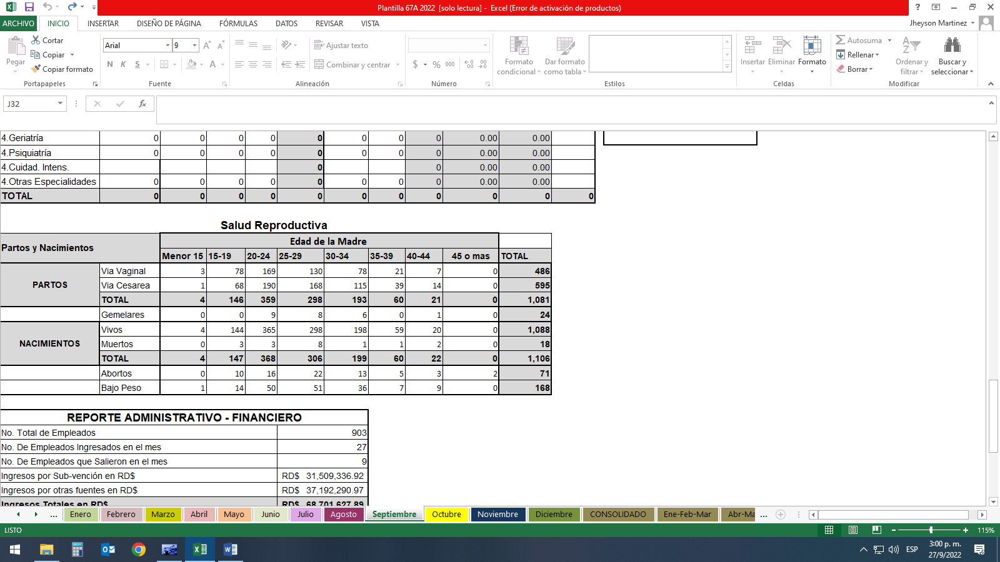 Plantilla 67A 2022 [solo lectura] - Excel (Error de activación de productos)
ARCHIVO INICIO INSERTAR DISEÑO DE PÁGINA FÓRMULAS DATOS REVISAR VISTA Jheyson Martinez
Pegar Cortar Copiar Copiar formato
Arial 9
N K S A
Ajustar texto
Combinar y centrar
$ % 000
Formato condicional Dar formato como tabla
Insertar Eliminar Formato
Autosuma Rellenar Borrar
Ordenar y filtrar Buscar y seleccionar
Portapapeles Fuente Alineación Número Estilos Celdas Modificar
J32 fx
4.Geriatría 0 0 0 0 0 0 0 0 0.00 0.00
4.Psiquiatría 0 0 0 0 0 0 0 0 0.00 0.00
4.Cuidad. Intens. 0 0 0.00 0.00
4.Otras Especialidades 0 0 0 0 0 0 0 0 0.00 0.00
TOTAL 0 0 0 0 0 0 0 0 0 0 0
Salud Reproductiva
Partos y Nacimientos Edad de la Madre
Menor 15 15-19 20-24 25-29 30-34 35-39 40-44 45 o mas TOTAL
PARTOS
Via Vaginal 3 78 169 130 78 21 7 0 486
Via Cesarea 1 68 190 168 115 39 14 0 595
TOTAL 4 146 359 298 193 60 21 0 1,081
Gemelares 0 0 9 8 6 0 1 0 24
NACIMIENTOS
Vivos 4 144 365 298 198 59 20 0 1,088
Muertos 0 3 3 8 1 1 2 0 18
TOTAL 4 147 368 306 199 60 22 0 1,106
Abortos 0 10 16 22 13 5 3 2 71
Bajo Peso 1 14 50 51 36 7 9 0 168
REPORTE ADMINISTRATIVO - FINANCIERO
No. Total de Empleados 903
No. De Empleados Ingresados en el mes 27
No. De Empleados que Salieron en el mes 9
Ingresos por Sub-vención en RD$ RD$ 31,509,336.92
Ingresos por otras fuentes en RD$ RD$ 37,192,290.97
Ingresos Totales en RD$ RD$ 68,701,627.89
... Enero Febrero Marzo Abril Mayo Junio Julio Agosto Septiembre Octubre Noviembre Diciembre CONSOLIDADO Ene-Feb-Mar Abr-Ma ...
LISTO 115%
ESP 3:00 p. m.
27/9/2022